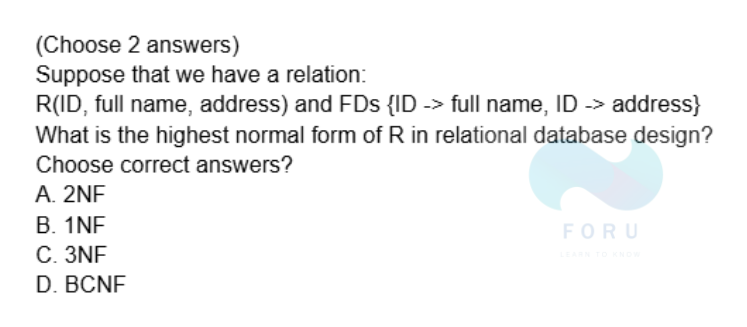 (Choose 2 answers)
Suppose that we have a relation:
R(ID, full name, address) and FDs {ID -> full name, ID -> address}
What is the highest normal form of R in relational database design?
Choose correct answers?
A. 2NF
B. 1NF
FORU
C. 3NF
D. BCNF